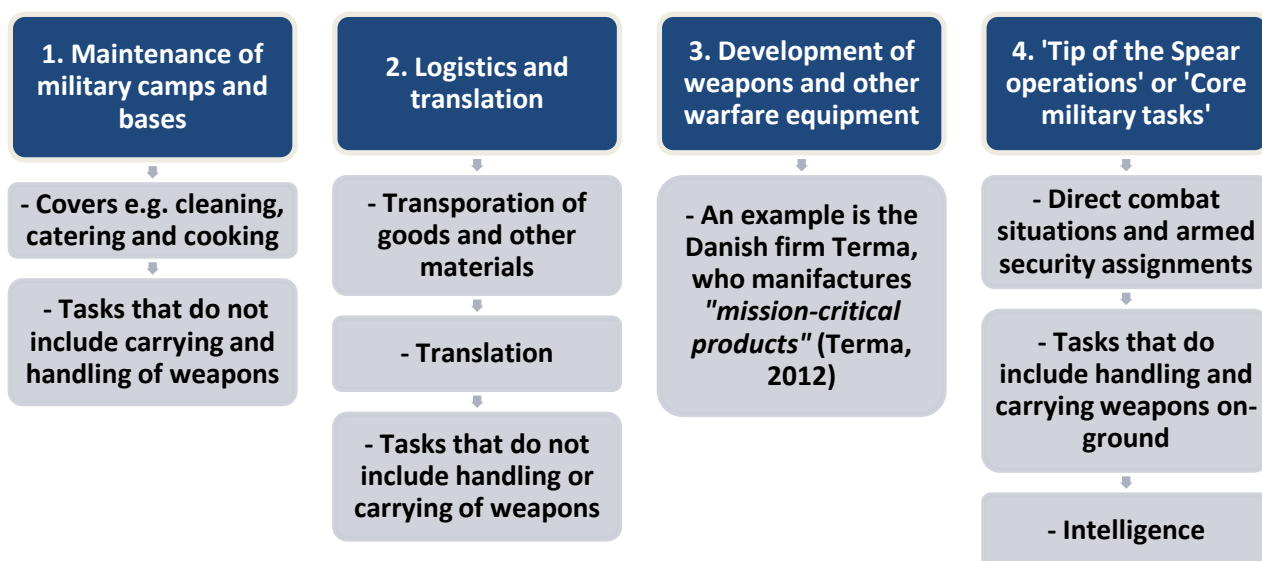 1. Maintenance of
military camps and
bases
- Covers e.g. cleaning,
catering and cooking
- Tasks that do not
include carrying and
handling of weapons
2. Logistics and
translation
- Transporation of
goods and other
materials
- Translation
- Tasks that do not
include handling or
carrying of weapons
3. Development of
weapons and other
warfare equipment
- An example is the
Danish firm Terma,
who manifactures
"mission-critical
products" (Terma,
2012)
4. 'Tip of the Spear
operations' or 'Core
military tasks'
- Direct combat
situations and armed
security assignments
- Tasks that do
include handling and
carrying weapons on-
ground
- Intelligence